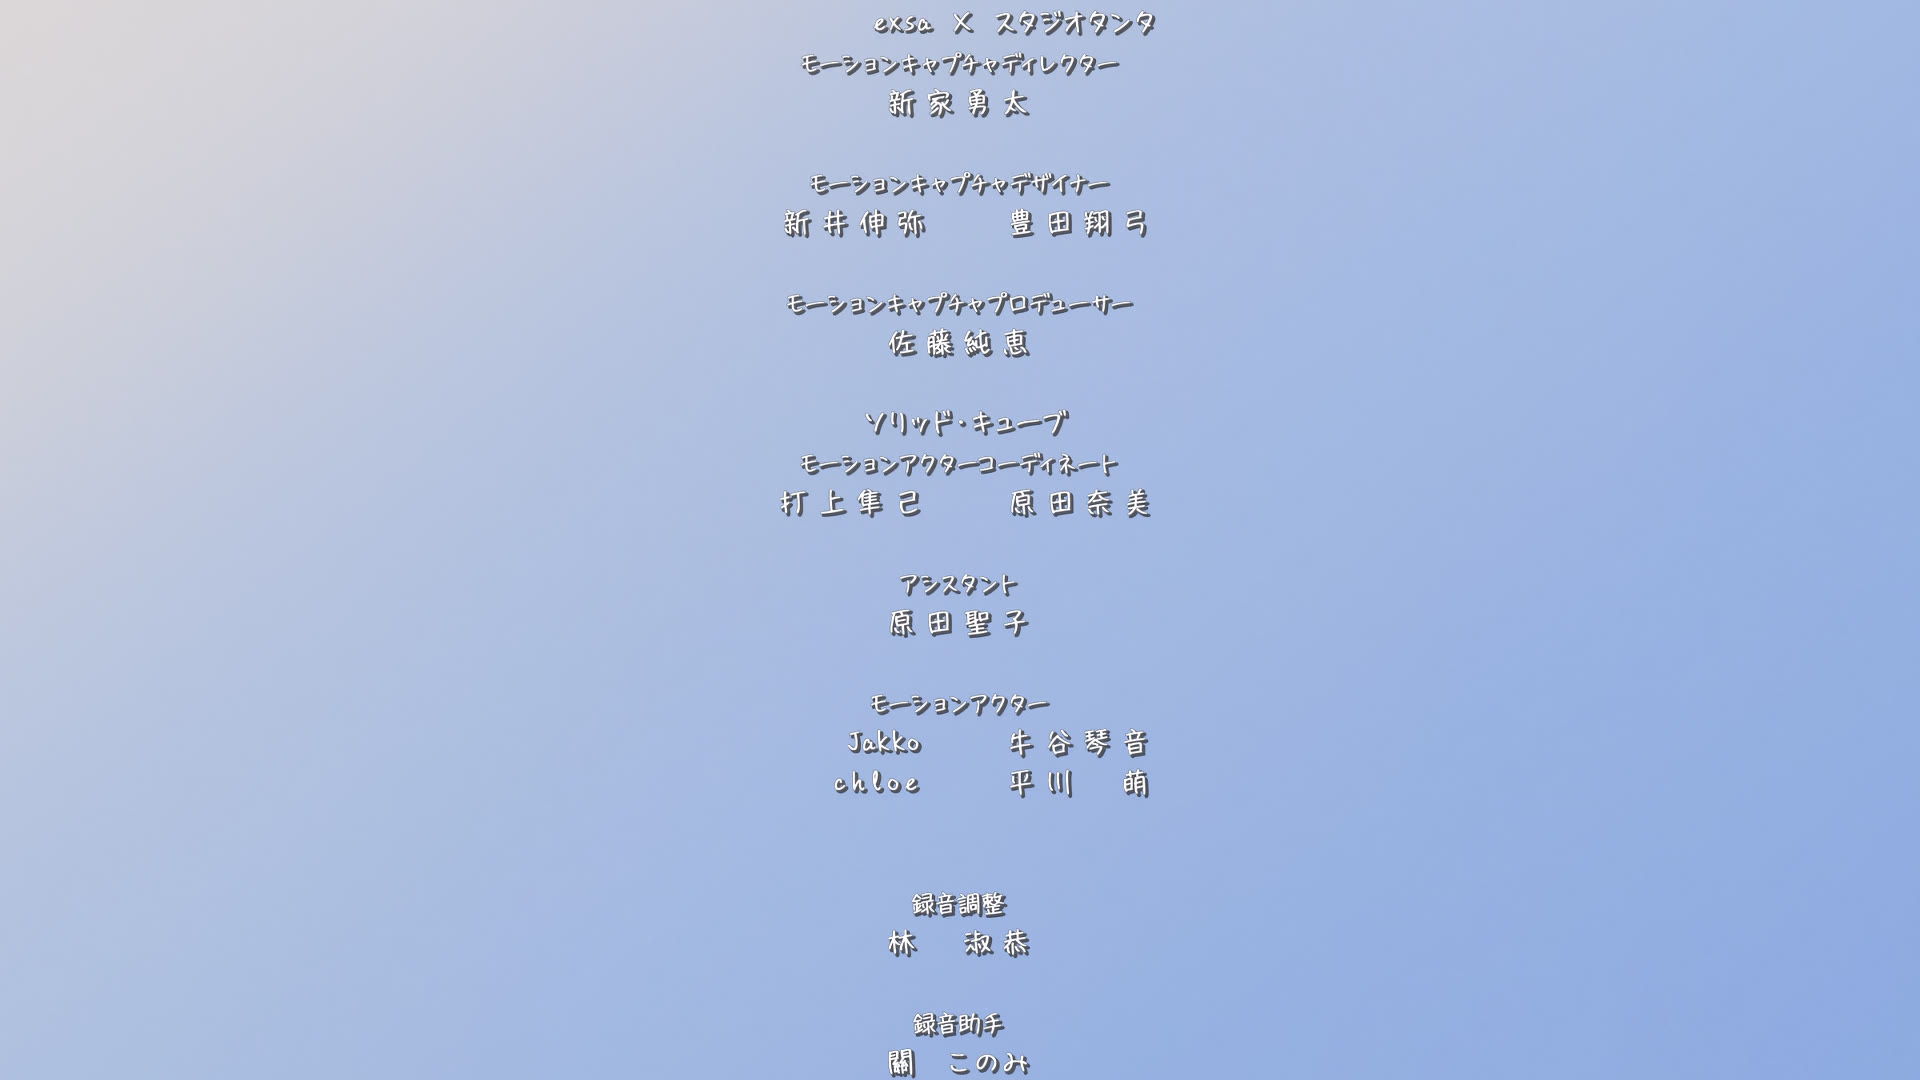 exsa × スタジオタンタ
モーションキャプチャディレクター
新家勇太
モーションキャプチャデザイナー
新井伸弥　　豊田翔弓
モーションキャプチャプロデューサー
佐藤純恵
ソリッド・キューブ
モーションアクターコーディネート
打上隼己　　原田奈美
アシスタント
原田聖子
モーションアクター
Jakko　　牛谷琴音
chloe　　平川　萌
録音調整
林　淑恭
録音助手
關　このみ